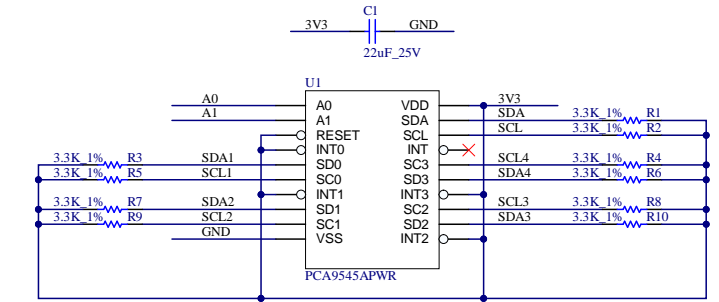 C1
3V3 GND
22uF_25V
U1
A0 A0 VDD 3V3
A1 A1 SDA SDA 3.3K_1% R1
RESET SCL SCL 3.3K_1% R2
INT0 INT
3.3K_1% R3 SDA1 SD0 SC3 SCL4 3.3K_1% R4
3.3K_1% R5 SCL1 SC0 SD3 SDA4 3.3K_1% R6
INT1 INT3
3.3K_1% R7 SDA2 SD1 SC2 SCL3 3.3K_1% R8
3.3K_1% R9 SCL2 SC1 SD2 SDA3 3.3K_1% R10
GND VSS INT2
PCA9545APWR